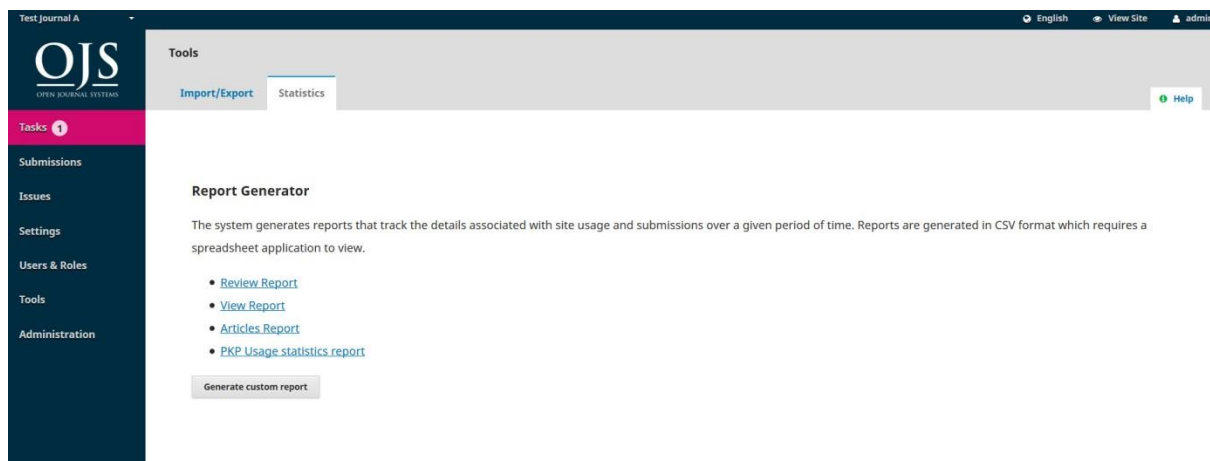 Test Journal A
English
View Site
OJS
OPEN JOURNAL SYSTEMS
Tools
Import/Export
Statistics
Help
Tasks 1
Submissions
Issues
Settings
Users & Roles
Tools
Administration
Report Generator
The system generates reports that track the details associated with site usage and submissions over a given period of time. Reports are generated in CSV format which requires a
spreadsheet application to view.
Review Report
View Report
Articles Report
PKP Usage statistics report
Generate custom report